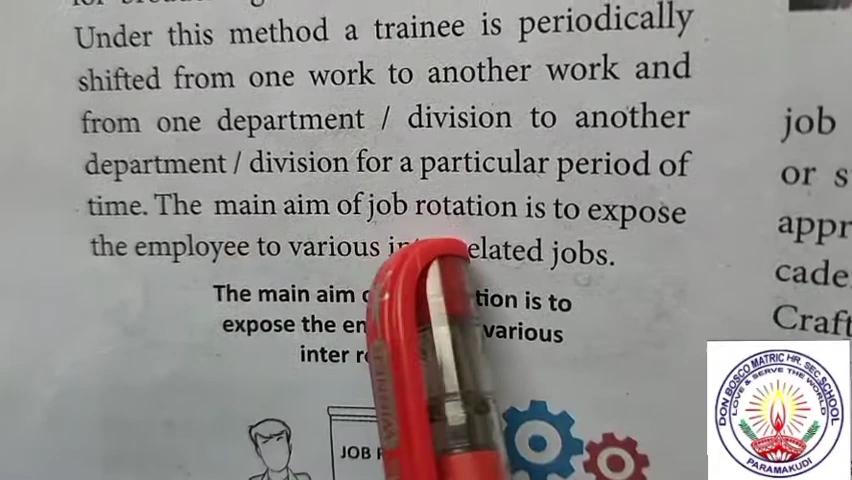 Under this method a trainee is periodically
shifted from one work to another work and
from one department / division to another
department / division for a particular period of
time. The main aim of job rotation is to expose
the employee to various related jobs.
The main aim is to
expose the various
inter
JOB
job
or s
appr
cade
Craft
DON BOSCO MATRIC HR. SEC SCHOOL
LOVE & SERVE THE WORLD
PARAMAKUDI
WINNER